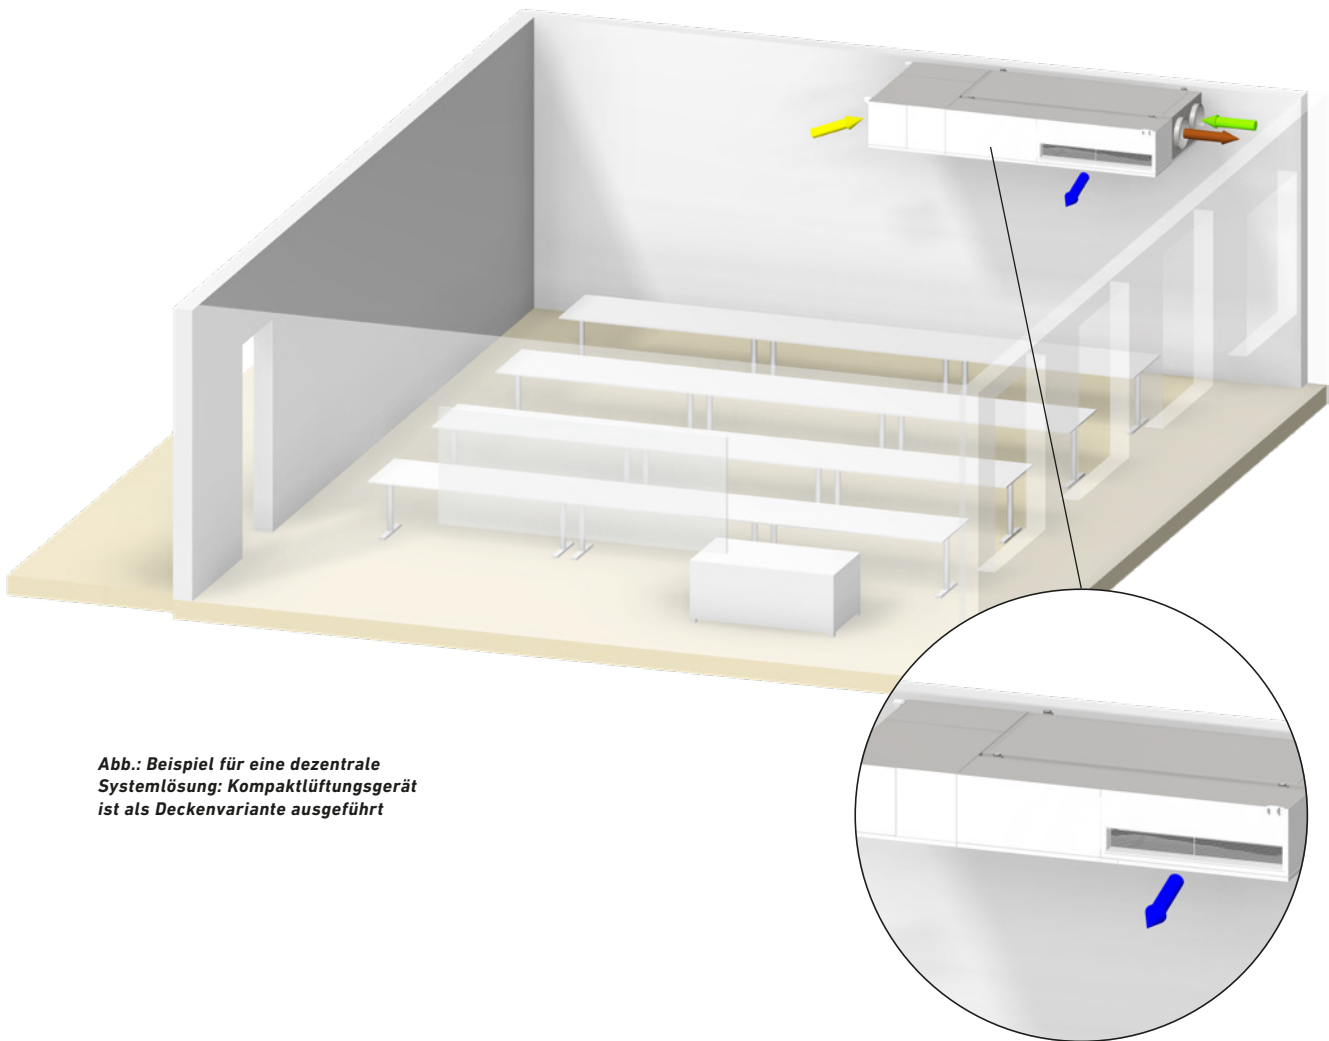 Abb.: Beispiel für eine dezentrale
Systemlösung: Kompaktlüftungsgerät
ist als Deckenvariante ausgeführt